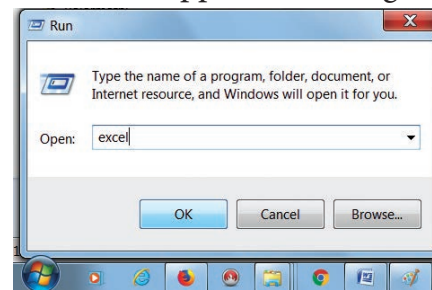 Run
Type the name of a program, folder, document, or
Internet resource, and Windows will open it for you.
Open: excel
OK Cancel Browse...